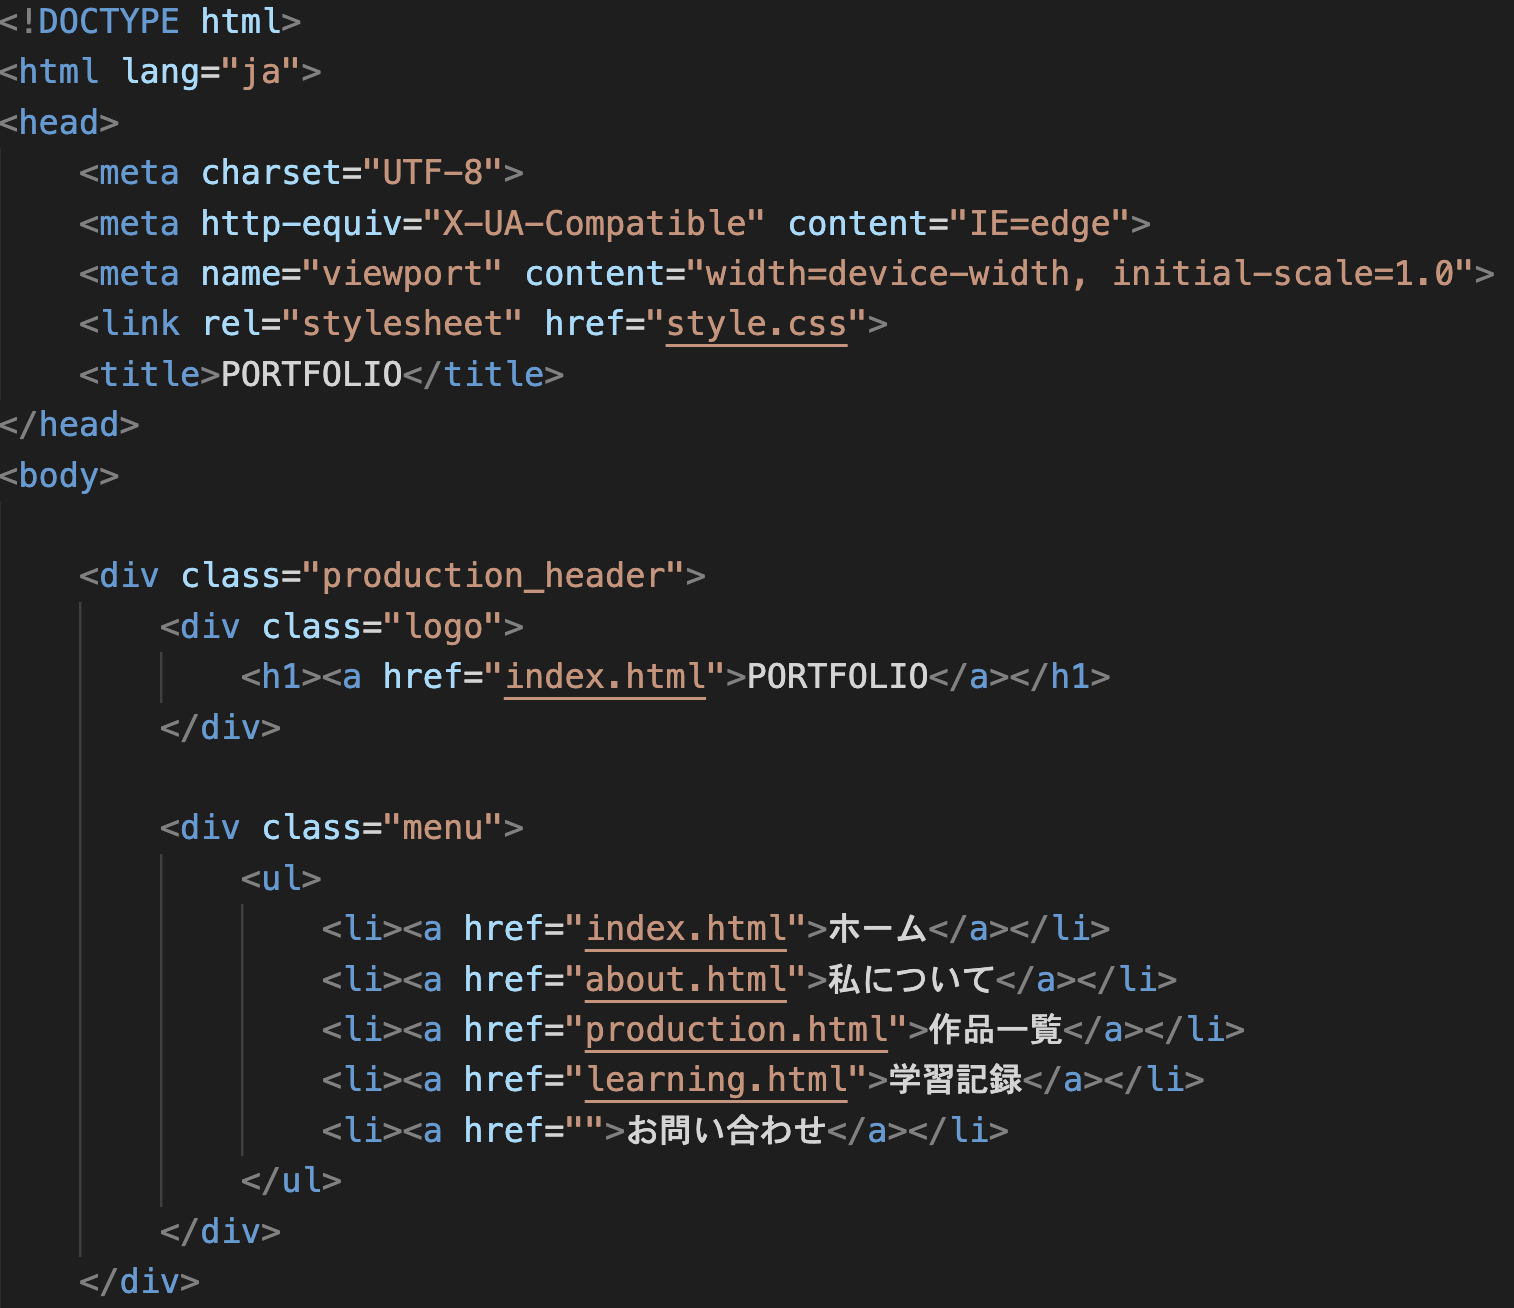 <!DOCTYPE html>
<html lang="ja">
<head>
    <meta charset="UTF-8">
    <meta http-equiv="X-UA-Compatible" content="IE=edge">
    <meta name="viewport" content="width=device-width, initial-scale=1.0">
    <link rel="stylesheet" href="style.css">
    <title>PORTFOLIO</title>
</head>
<body>

    <div class="production_header">
        <div class="logo">
            <h1><a href="index.html">PORTFOLIO</a></h1>
        </div>

        <div class="menu">
            <ul>
                <li><a href="index.html">ホーム</a></li>
                <li><a href="about.html">私について</a></li>
                <li><a href="production.html">作品一覧</a></li>
                <li><a href="learning.html">学習記録</a></li>
                <li><a href="">お問い合わせ</a></li>
            </ul>
        </div>
    </div>